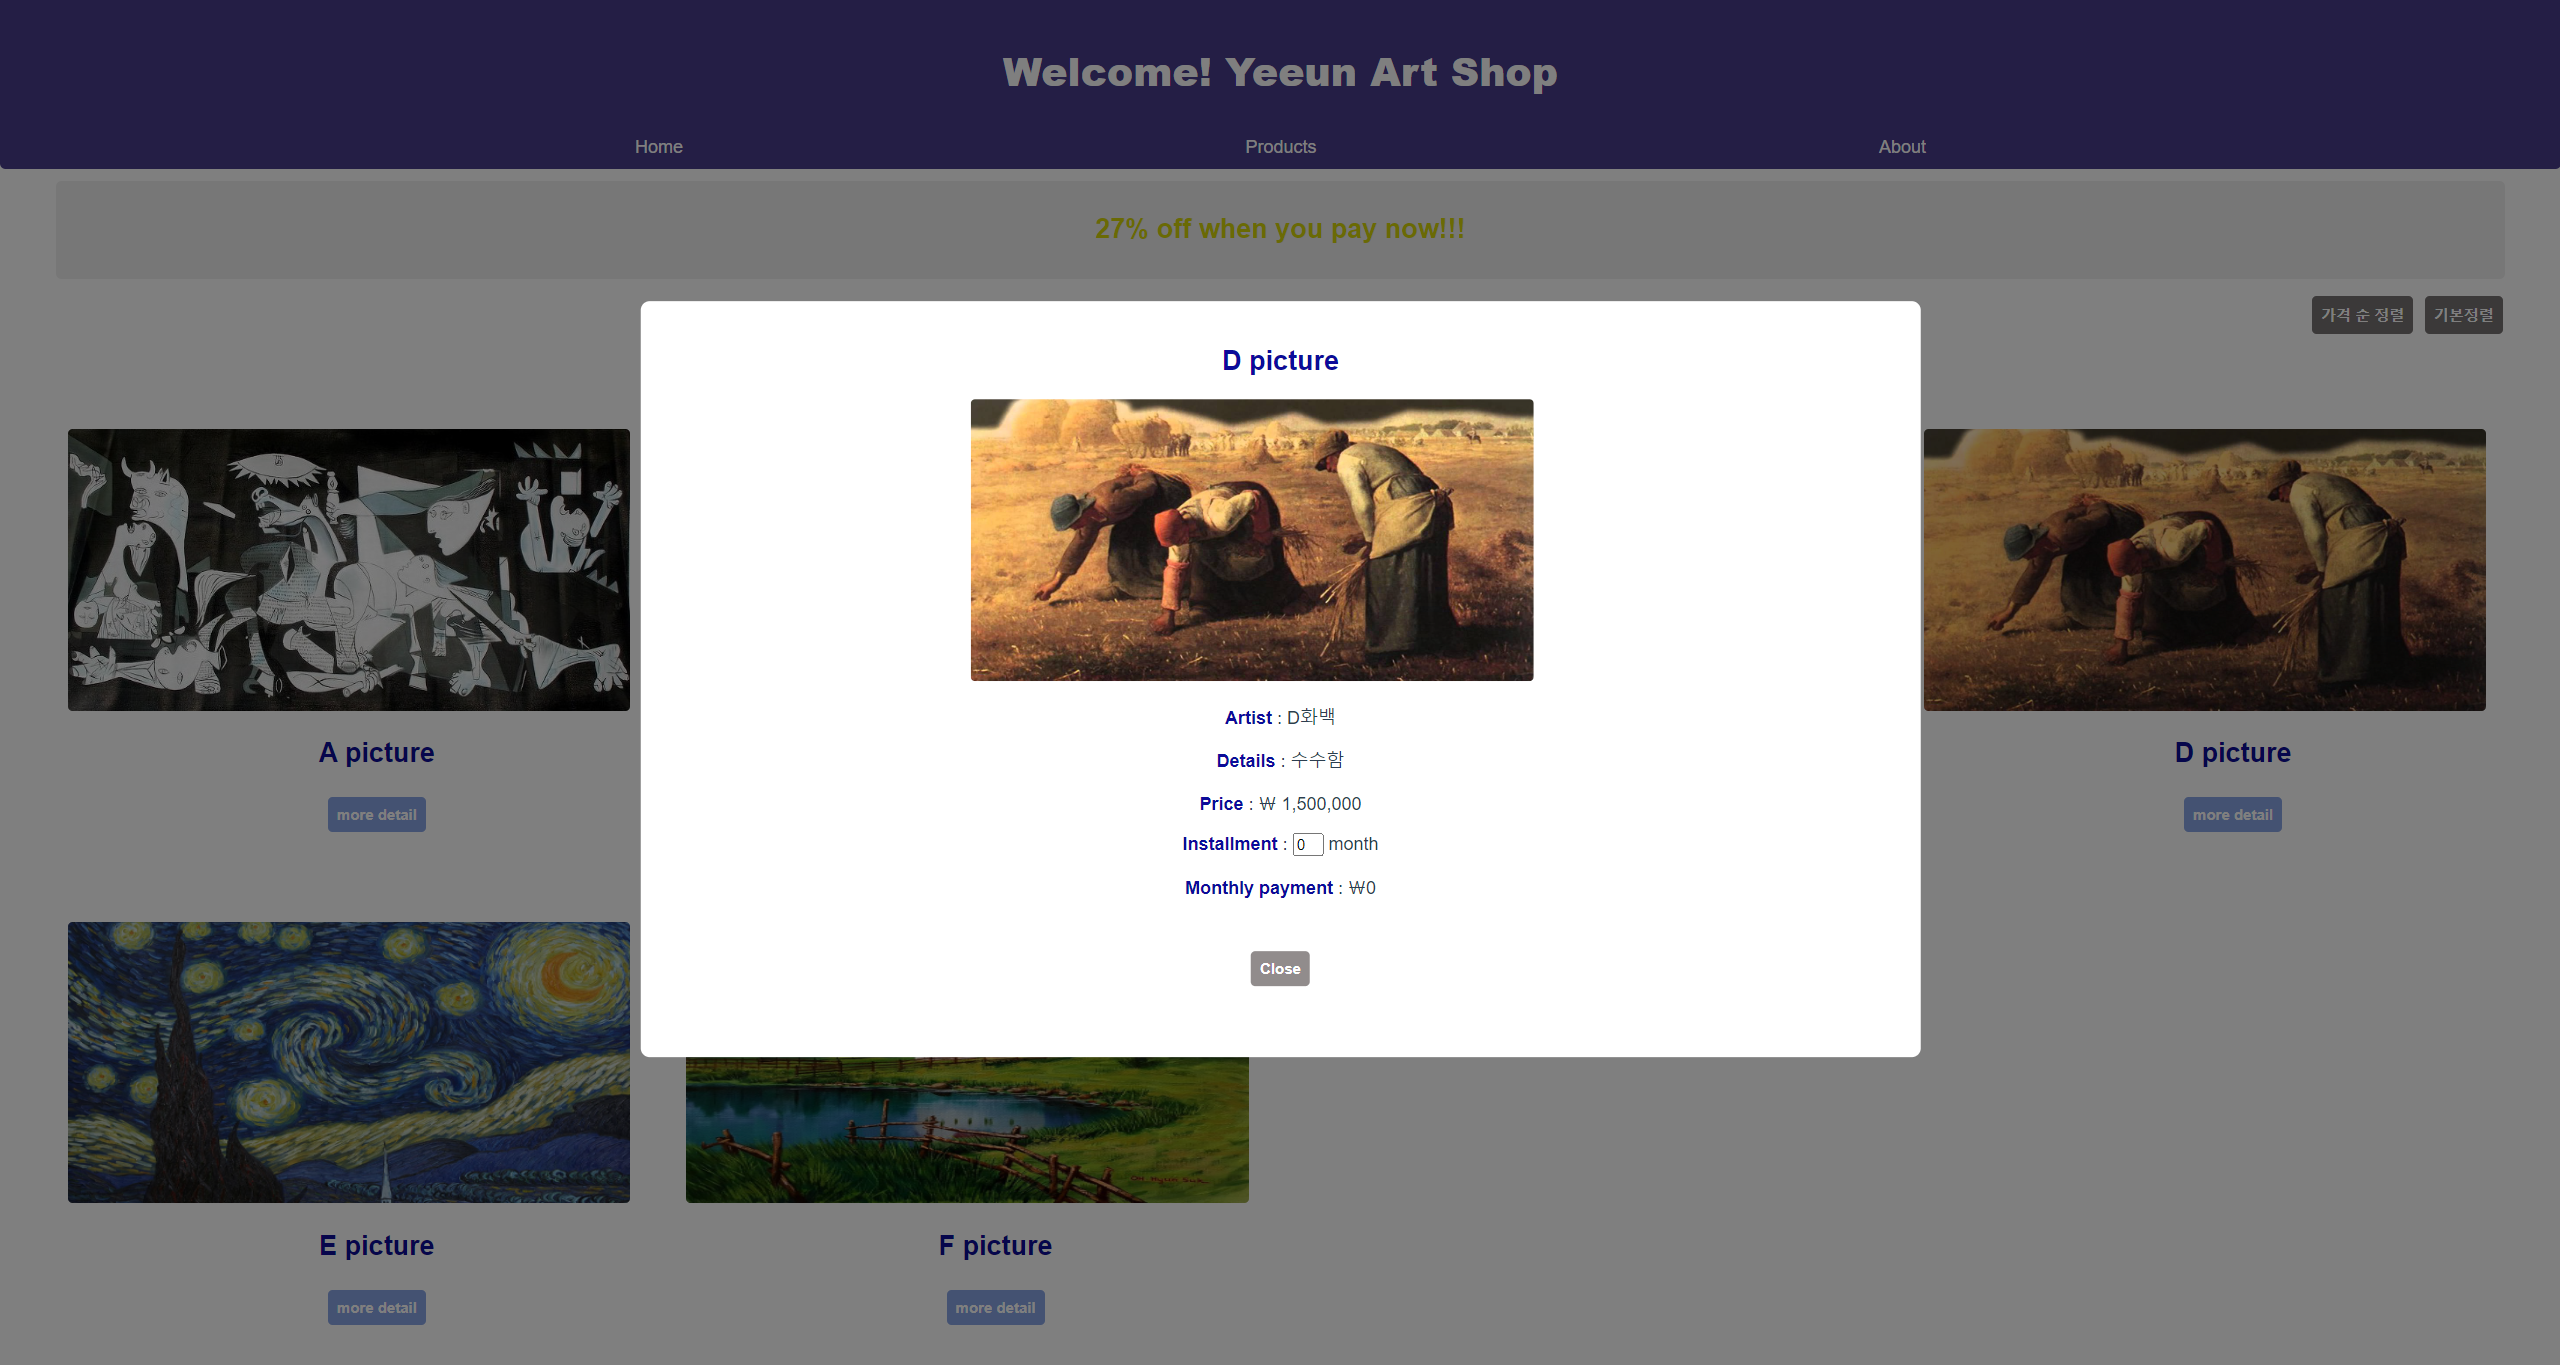 Welcome! Yeeun Art Shop
Home Products About
27% off when you pay now!!!
가격 순 정렬 기본정렬
D picture
Artist : D화백
Details : 수수함
Price : ₩ 1,500,000
Installment : 0 month
Monthly payment : ₩0
Close
A picture
more detail
D picture
more detail
E picture
more detail
F picture
more detail